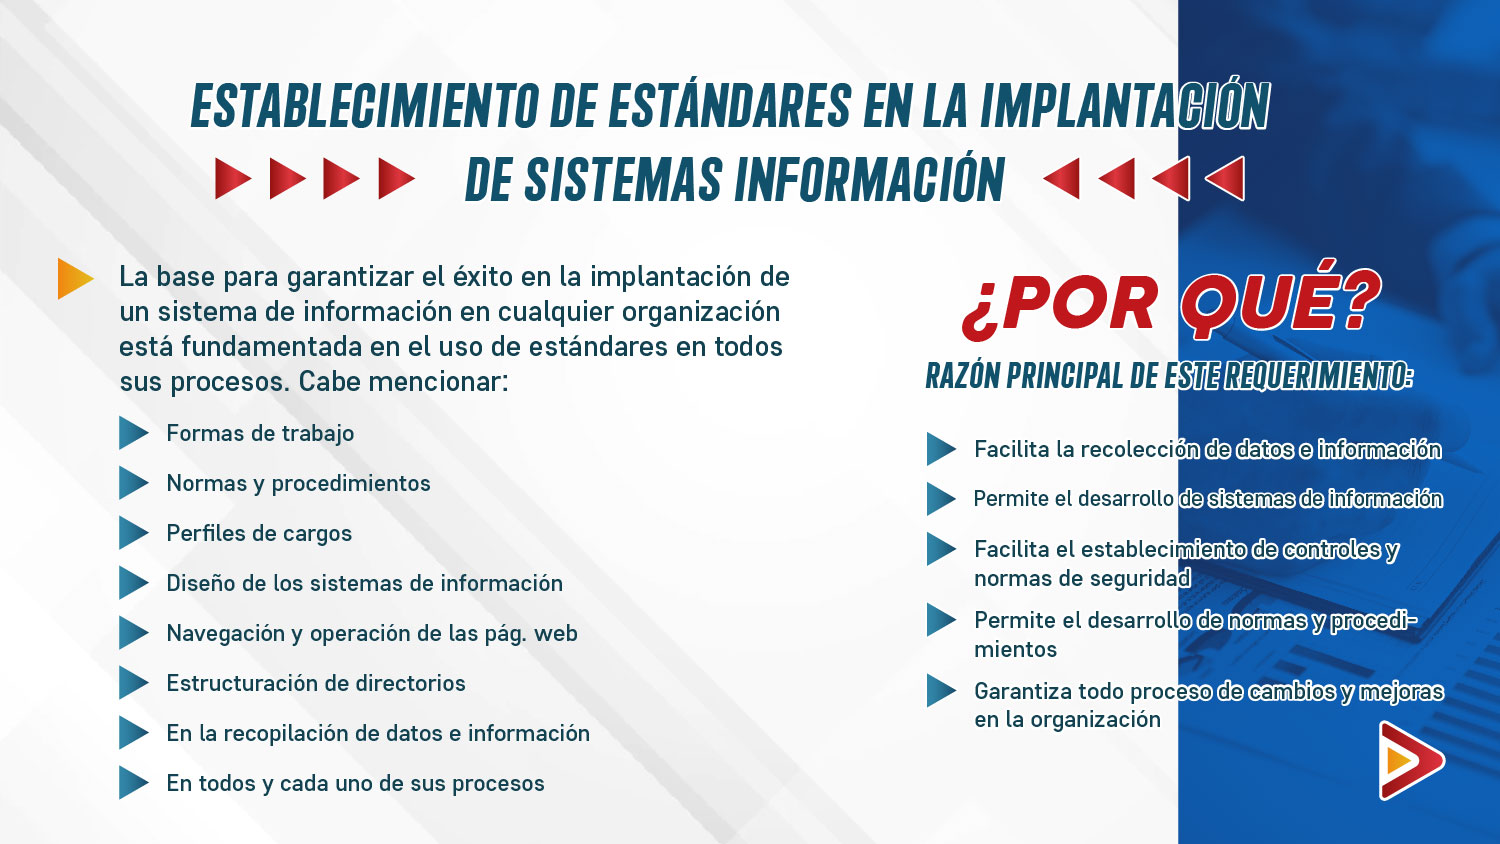 ESTABLECIMIENTO DE ESTÁNDARES EN LA IMPLANTACIÓN
DE SISTEMAS INFORMACIÓN
La base para garantizar el éxito en la implantación de
un sistema de información en cualquier organización
está fundamentada en el uso de estándares en todos
sus procesos. Cabe mencionar:
Formas de trabajo
Normas y procedimientos
Perfiles de cargos
Diseño de los sistemas de información
Navegación y operación de las pág. web
Estructuración de directorios
En la recopilación de datos e información
En todos y cada uno de sus procesos
¿POR QUÉ?
RAZÓN PRINCIPAL DE ESTE REQUERIMIENTO:
Facilita la recolección de datos e información
Permite el desarrollo de sistemas de información
Facilita el establecimiento de controles y
normas de seguridad
Permite el desarrollo de normas y procedi-
mientos
Garantiza todo proceso de cambios y mejoras
en la organización